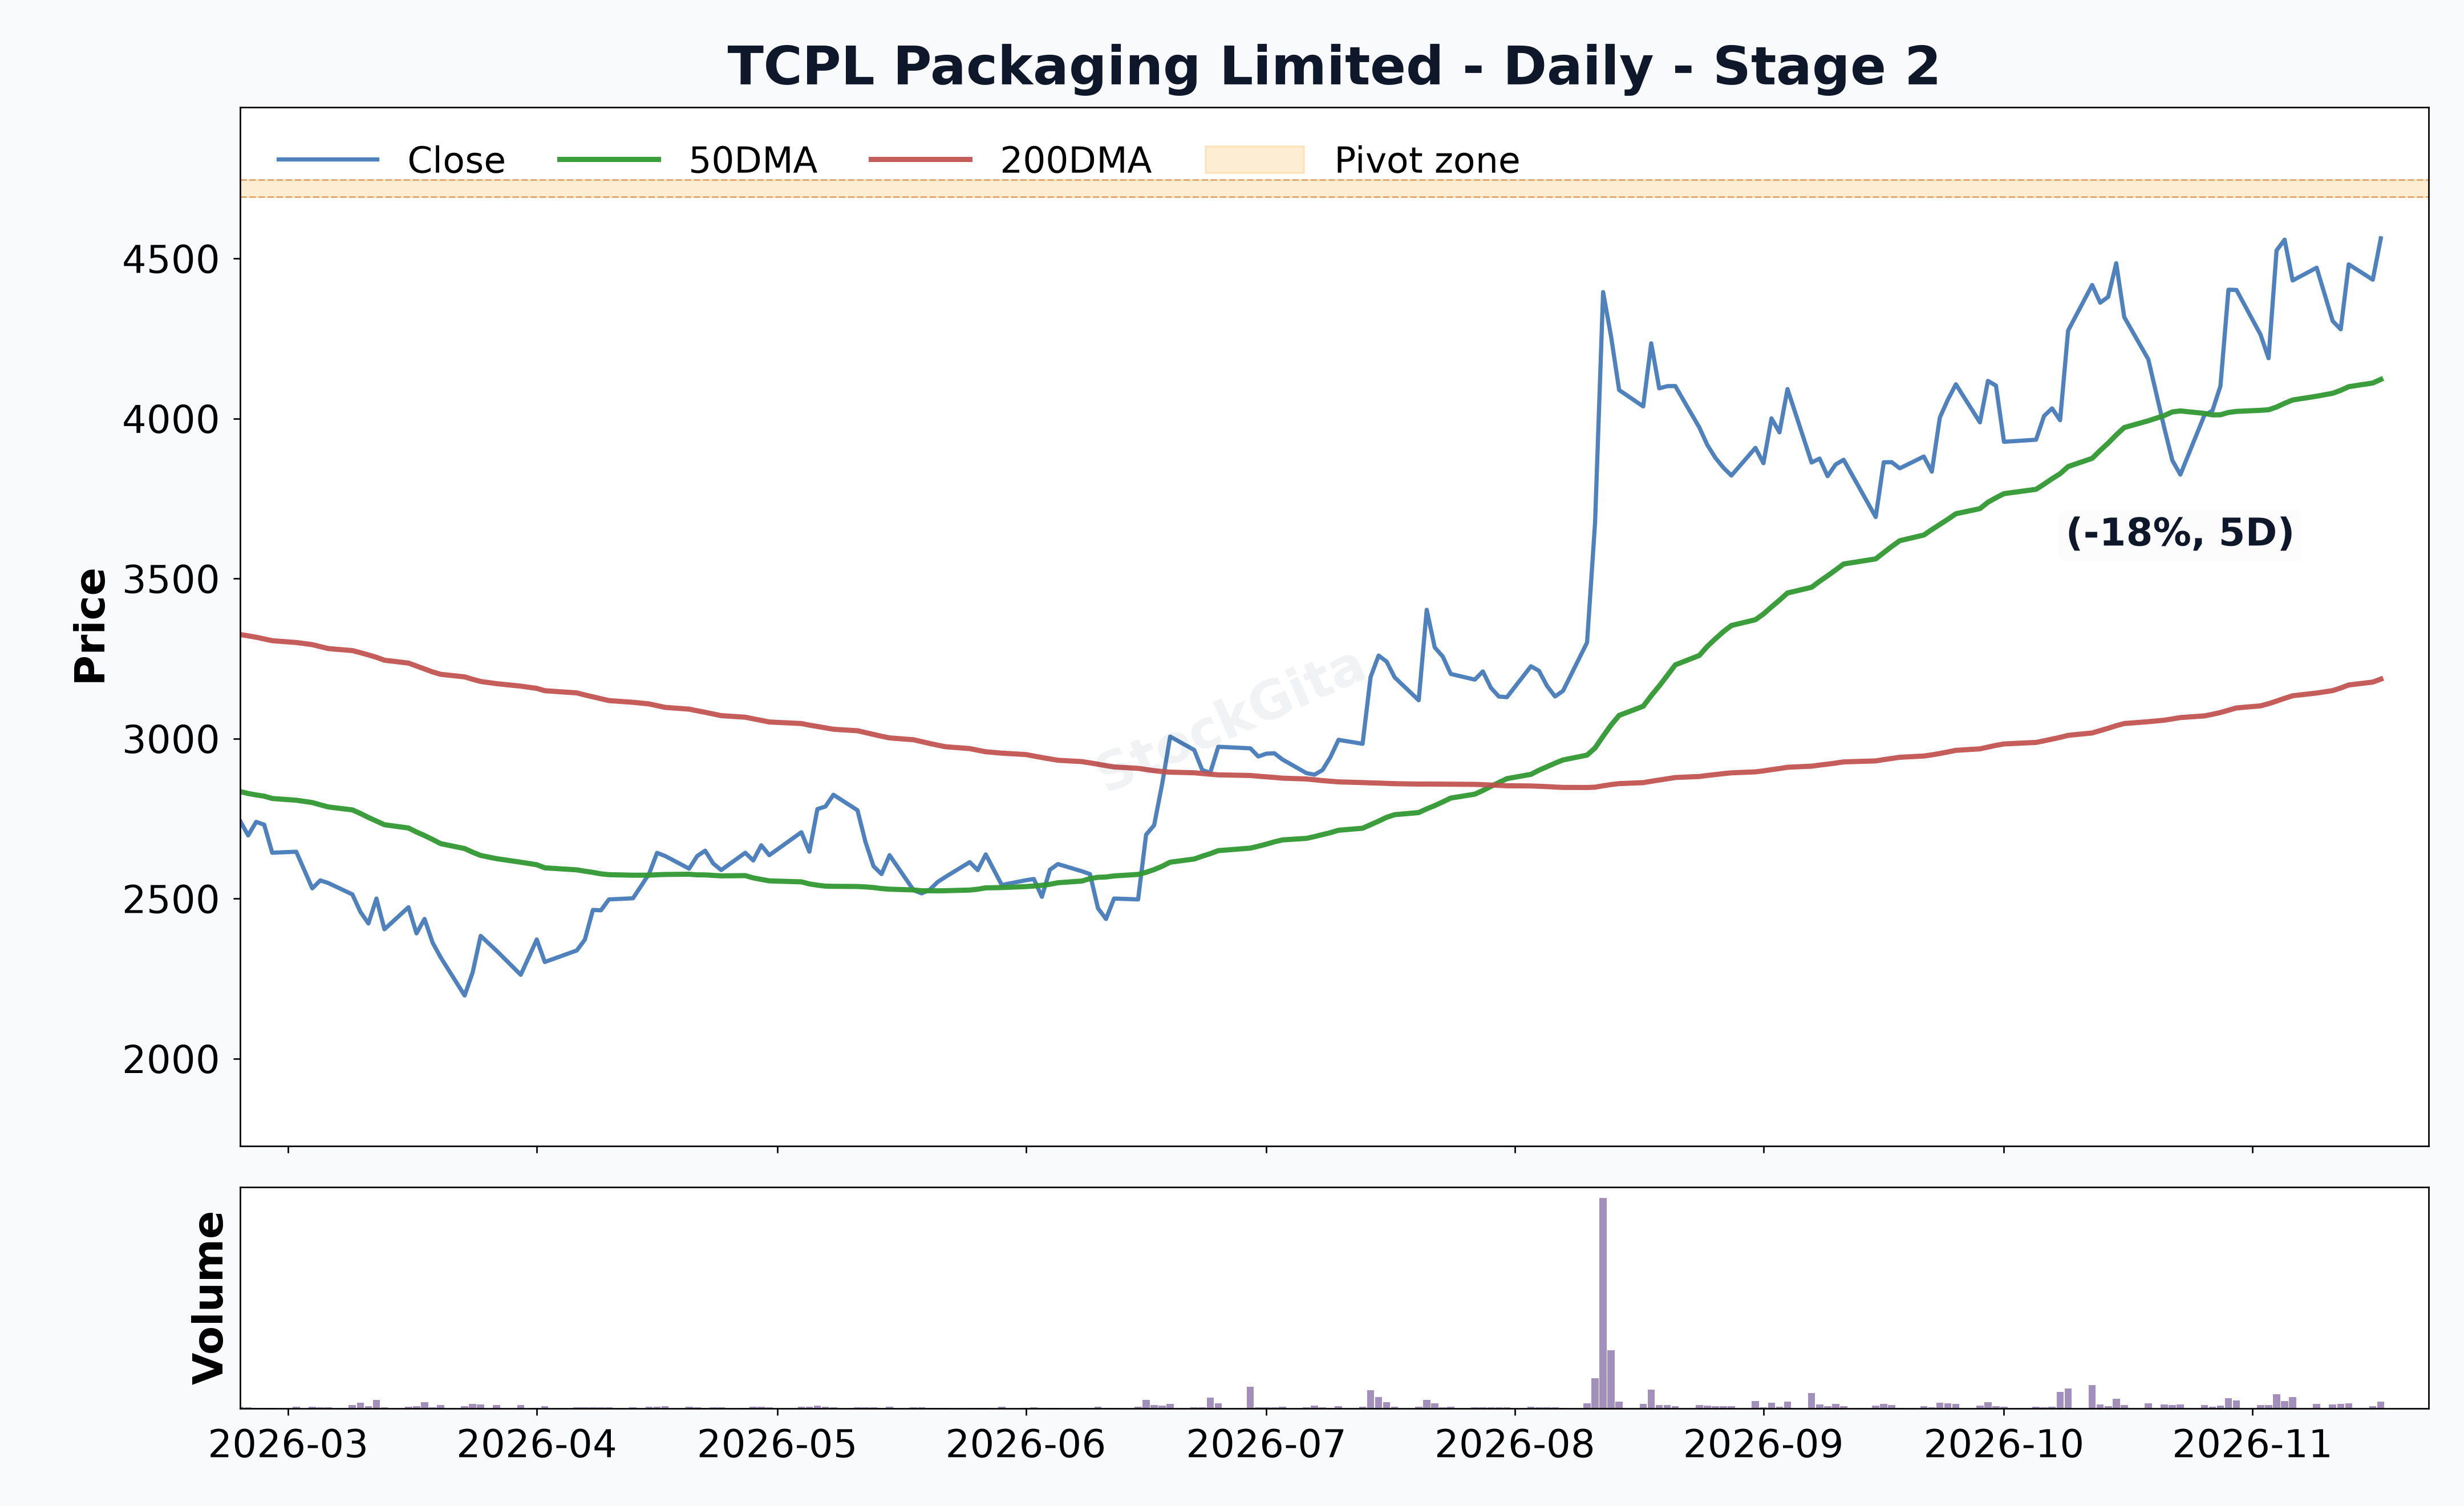 TCPL Packaging Limited - Daily - Stage 2
Close 50DMA 200DMA Pivot zone
4500
4000
3500
3000
2500
2000
Price
(-18%, 5D)
StockGita
Volume
2026-03 2026-04 2026-05 2026-06 2026-07 2026-08 2026-09 2026-10 2026-11